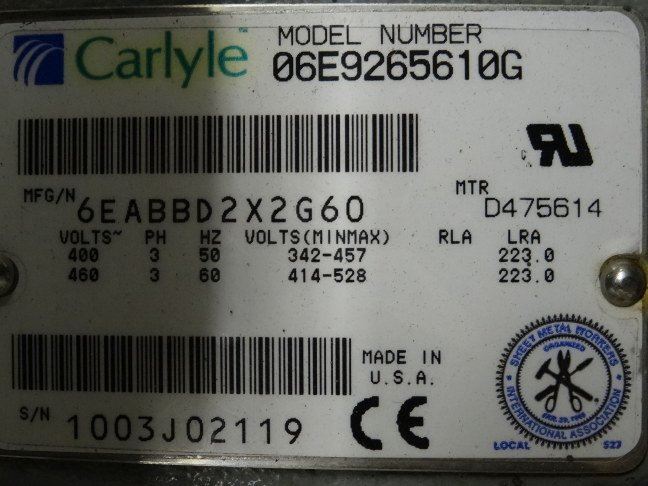 Carlyle™ MODEL NUMBER
06E9265610G
MFG/N 6EABBD2X2G60 MTR D475614
VOLTS~ PH HZ VOLTS(MINMAX) RLA LRA
400 3 50 342-457 223.0
460 3 60 414-528 223.0
MADE IN
U.S.A.
S/N 1003J02119 CE
SHEET METAL WORKERS
ORGANIZED
INTERNATIONAL ASSOCIATION
LOCAL 527